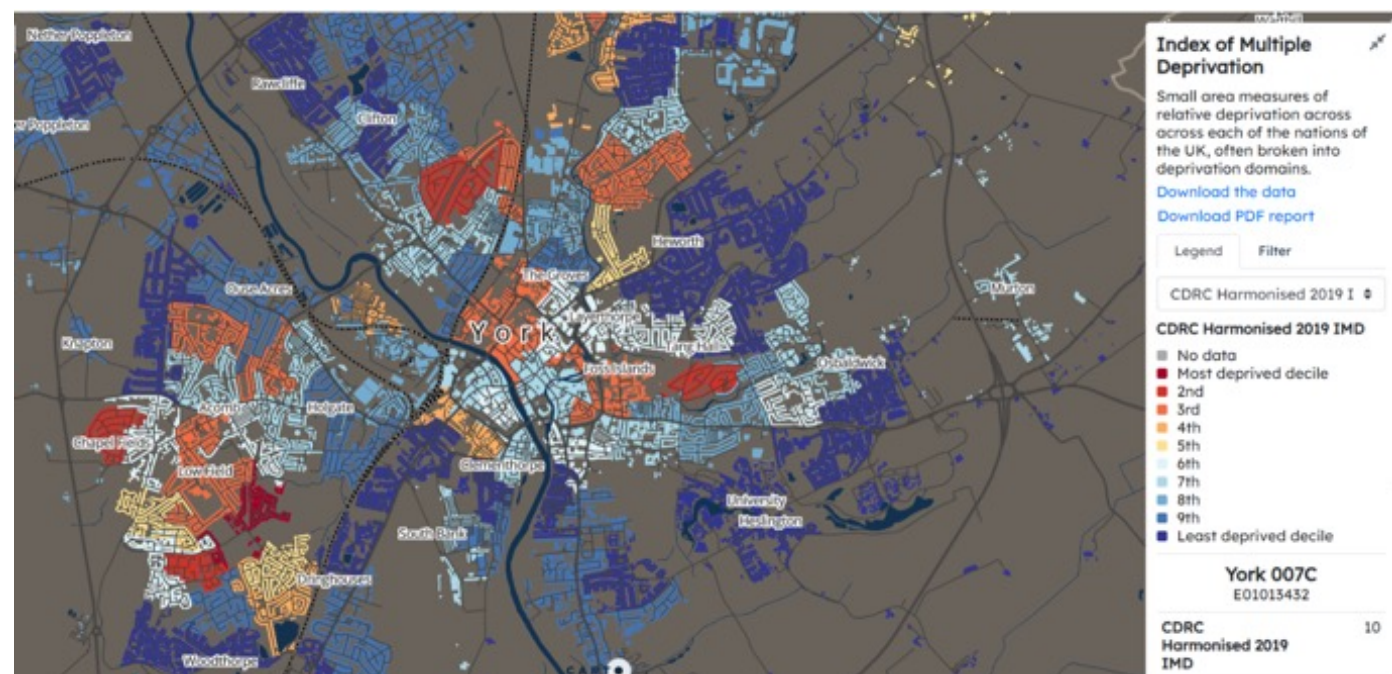 Nether Poppleton
Rawcliffe
Clifton
er Poppleton
Heworth
The Groves
Ouse Acres
Murton
Layerthorpe
York
Tang Hall
Knapton
Foss Islands
Osbaldwick
Acomb
Holgate
Chapel Fields
Low Field
Clementhorpe
University
Heslington
South Bank
Dringhouses
Woodthorpe
CART
Index of Multiple
Deprivation
Small area measures of
relative deprivation across
across each of the nations of
the UK, often broken into
deprivation domains.
Download the data
Download PDF report
Legend Filter
CDRC Harmonised 2019 I
CDRC Harmonised 2019 IMD
No data
Most deprived decile
2nd
3rd
4th
5th
6th
7th
8th
9th
Least deprived decile
York 007C
E01013432
CDRC 10
Harmonised 2019
IMD